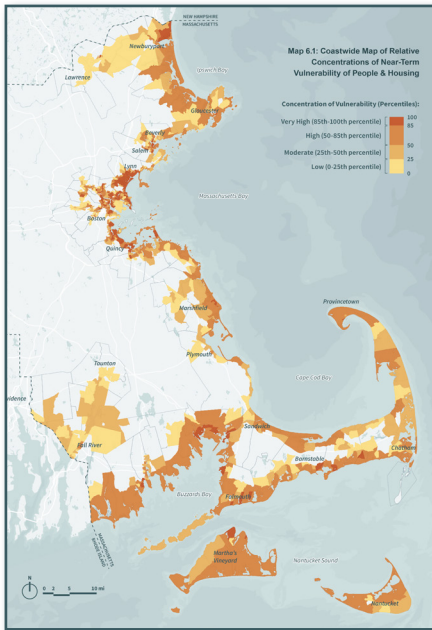 NEW HAMPSHIRE
MASSACHUSETTS
Map 6.1: Coastwide Map of Relative
Concentrations of Near-Term
Vulnerability of People & Housing
Newburyport
Ipswich Bay
Lawrence
Concentration of Vulnerability (Percentiles):
Gloucester
Very High (85th-100th percentile)
100
85
High (50-85th percentile)
Beverly
Moderate (25th-50th percentile)
50
Salem
25
Low (0-25th percentile)
0
Lynn
Massachusetts Bay
Boston
Quincy
Marshfield
Provincetown
Plymouth
Taunton
Cape Cod Bay
vidence
Sandwich
Fall River
Chatham
Barnstable
Buzzards Bay
Falmouth
MASSACHUSETTS
RHODE ISLAND
Martha's
Vineyard
Nantucket Sound
N
0 2 5 10 mi
Nantucket